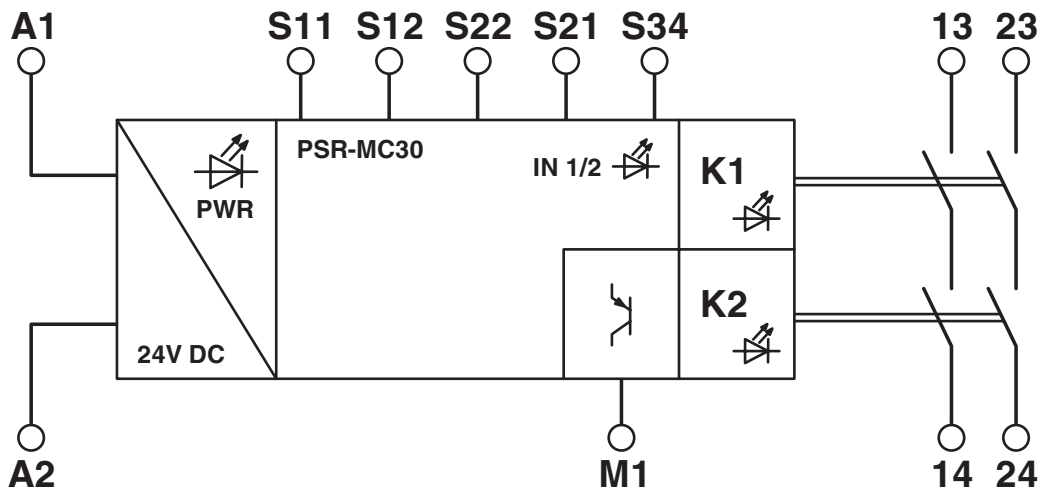 A1 S11 S12 S22 S21 S34 13 23
PSR-MC30
IN 1/2
K1
PWR
K2
24V DC
A2 M1 14 24